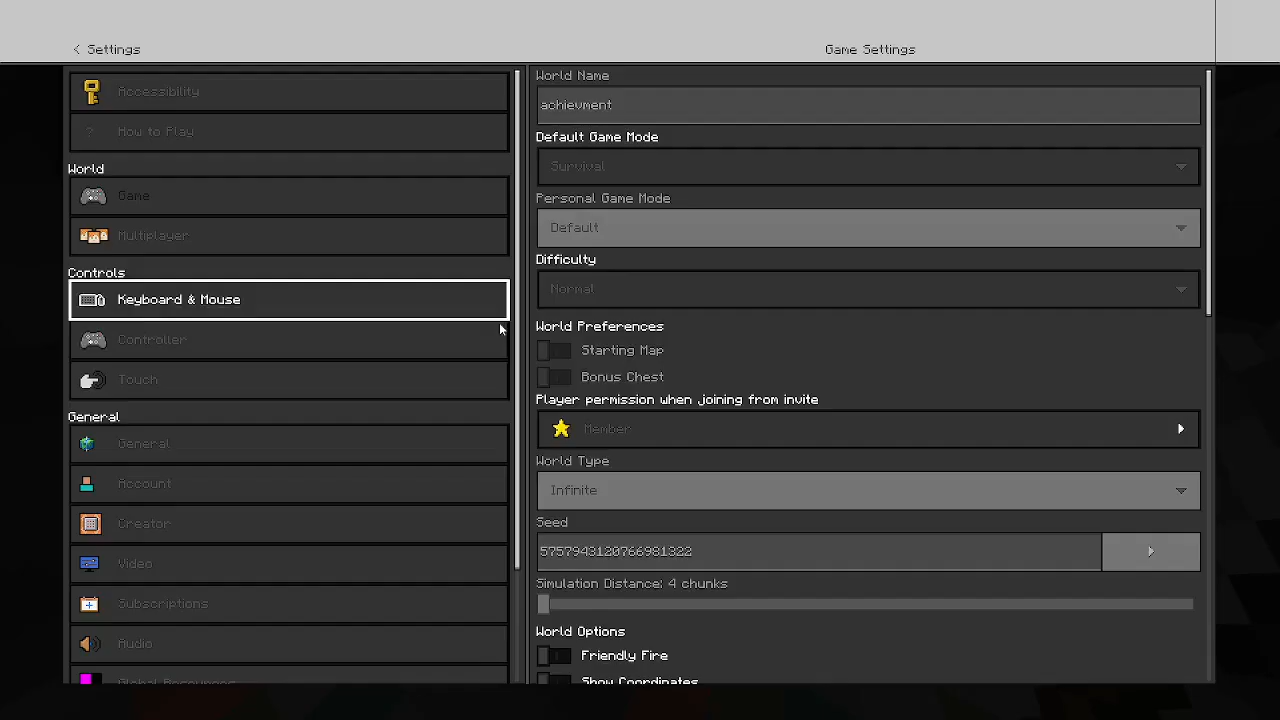 < Settings
Game Settings
Accessibility
? How to Play
World
Game
Multiplayer
Controls
Keyboard & Mouse
Controller
Touch
General
General
Account
Creator
Video
Subscriptions
Audio
Global Resources
World Name
achievment
Default Game Mode
Survival
Personal Game Mode
Default
Difficulty
Normal
World Preferences
Starting Map
Bonus Chest
Player permission when joining from invite
Member
World Type
Infinite
Seed
5757943120766981322
Simulation Distance: 4 chunks
World Options
Friendly Fire
Show Coordinates